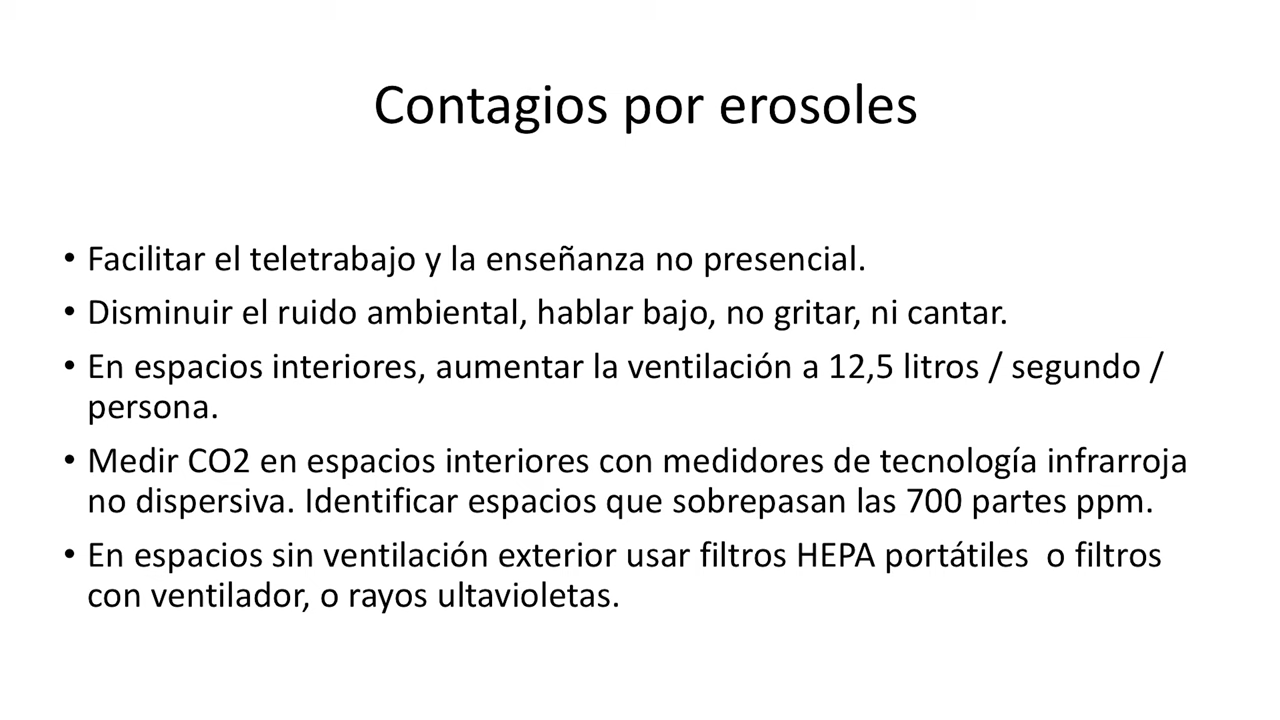 Contagios por erosoles
• Facilitar el teletrabajo y la enseñanza no presencial.
• Disminuir el ruido ambiental, hablar bajo, no gritar, ni cantar.
• En espacios interiores, aumentar la ventilación a 12,5 litros / segundo /
persona.
• Medir CO2 en espacios interiores con medidores de tecnología infrarroja
no dispersiva. Identificar espacios que sobrepasan las 700 partes ppm.
• En espacios sin ventilación exterior usar filtros HEPA portátiles  o filtros
con ventilador, o rayos ultavioletas.